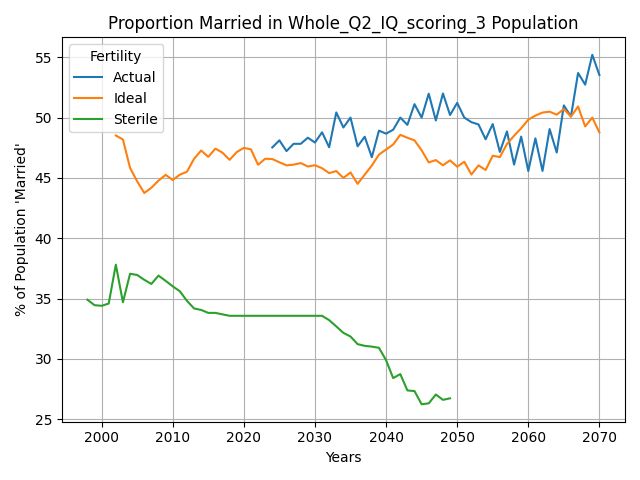 Proportion Married in Whole_Q2_IQ_scoring_3 Population
Fertility
Actual
Ideal
Sterile
% of Population 'Married'
55
50
45
40
35
30
25
2000 2010 2020 2030 2040 2050 2060 2070
Years